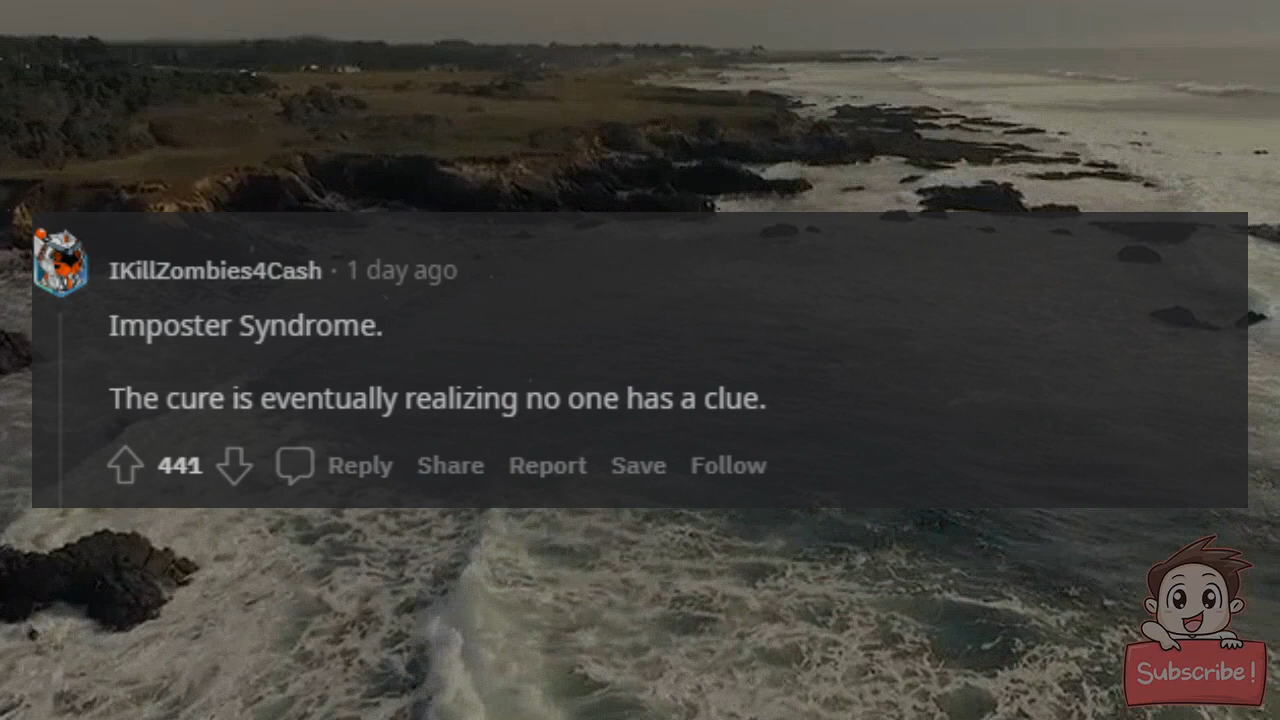 IKillZombies4Cash · 1 day ago
Imposter Syndrome.
The cure is eventually realizing no one has a clue.
441 Reply Share Report Save Follow
Subscribe!